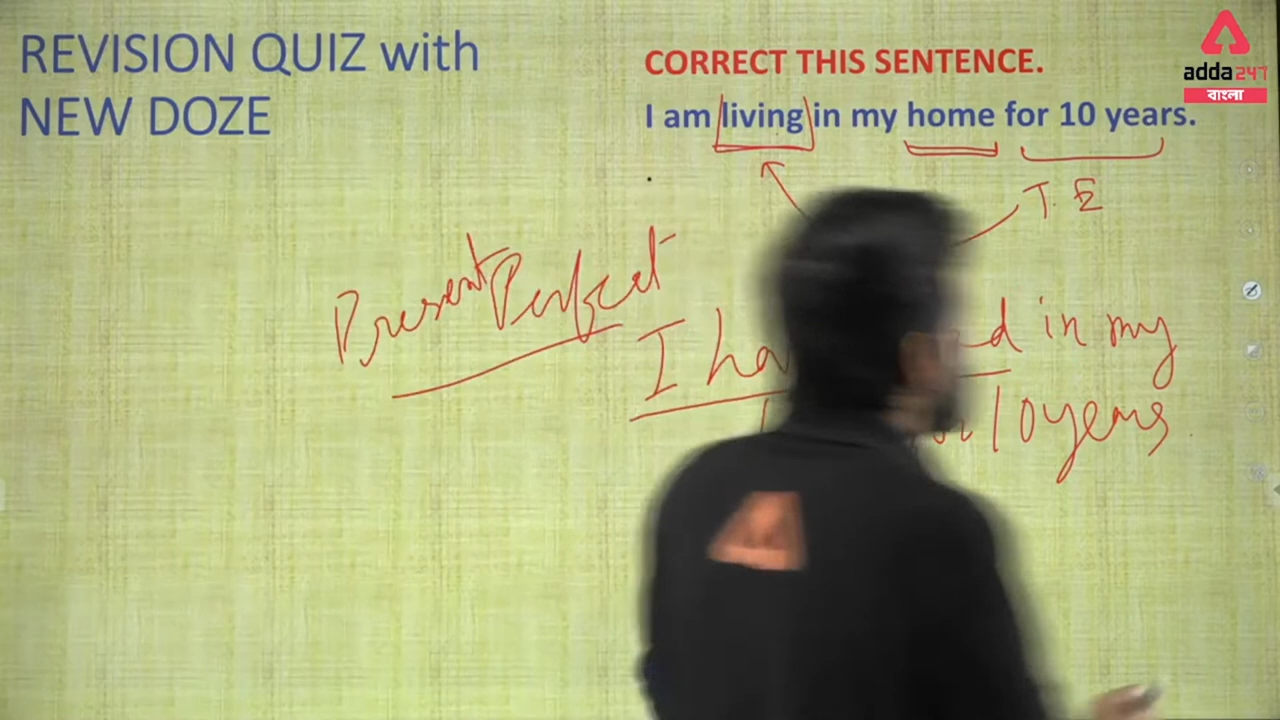 REVISION QUIZ with
NEW DOZE
CORRECT THIS SENTENCE.
I am living in my home for 10 years.
adda247
বাংলা
T.E
Present Perfect
I in my
10 years